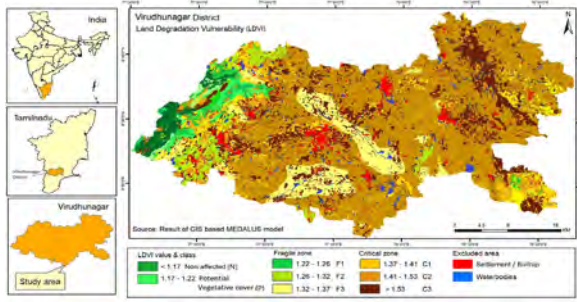 India
Tamilnadu
Virudhunagar
Study area
Virudhunagar District
Land Degradation Vulnerability (LDVI)
N
Source: Result of GIS based MEDALUS model
LDVI value & class
< 1.17 Non affected (N)
1.17 - 1.22 Potential
Vegetative cover (P)
Fragile zone
1.22 - 1.26 F1
1.26 - 1.32 F2
1.32 - 1.37 F3
Critical zone
1.37 - 1.41 C1
1.41 - 1.53 C2
> 1.53 C3
Excluded area
Settlement / Builtup
Waterbodies